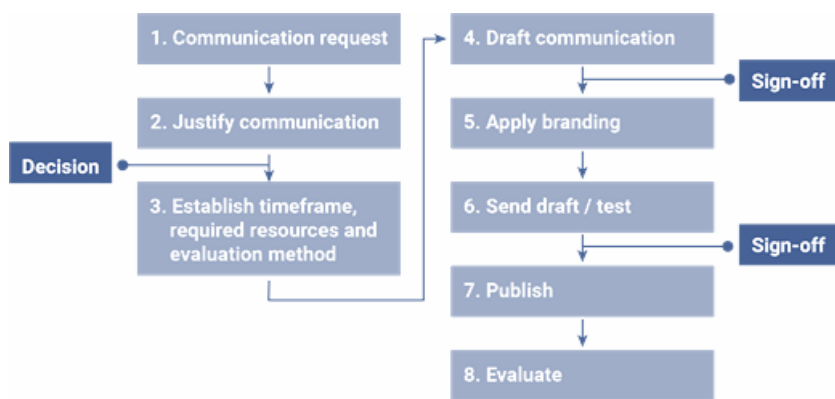 1. Communication request
2. Justify communication
Decision
3. Establish timeframe,
required resources and
evaluation method
4. Draft communication
Sign-off
5. Apply branding
6. Send draft / test
Sign-off
7. Publish
8. Evaluate